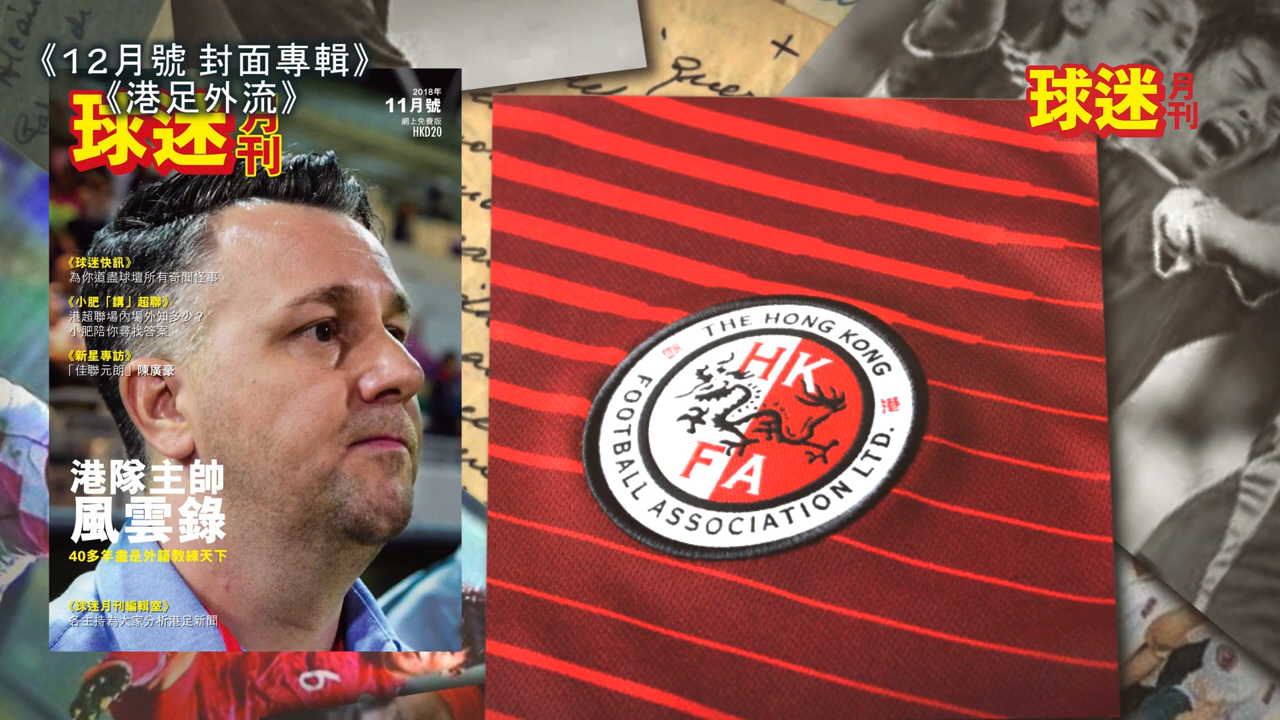 《12月號 封面專輯》
《港足外流》
球迷月刊
2018年
11月號
網上免費版
HKD20
《球迷快訊》
為你道盡球壇所有奇聞怪事
《小肥「講」超聯》
港超聯場內場外知多少？
小肥陪你尋找答案
《新星專訪》
「佳聯元朗」陳廣豪
港隊主帥
風雲錄
40多年盡是外籍教練天下
《球迷月刊編輯室》
各主持為大家分析港足新聞
球迷月刊
THE HONG KONG
港
HK
FA
FOOTBALL ASSOCIATION LTD.
6